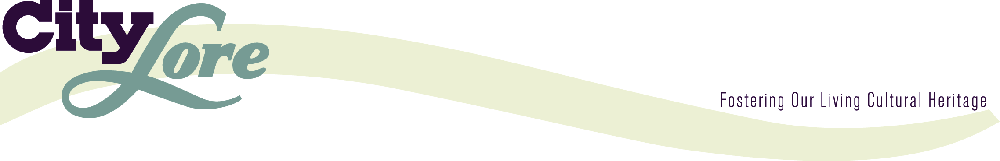 City
Lore
Fostering Our Living Cultural Heritage